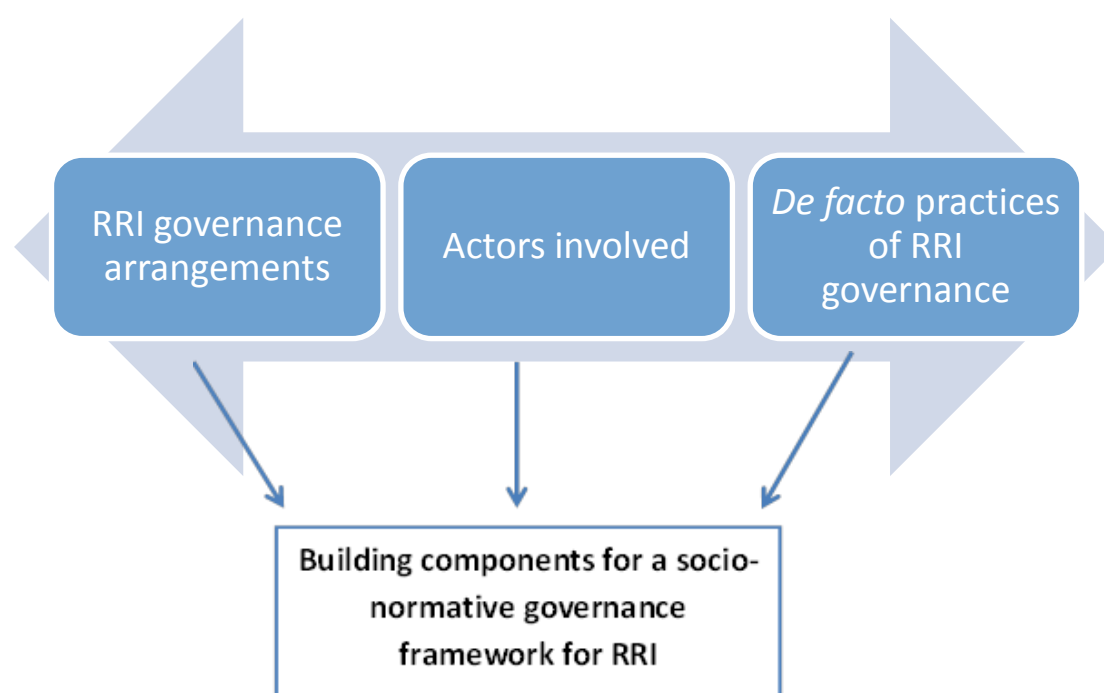 RRI governance
arrangements
Actors involved
De facto practices
of RRI
governance
Building components for a socio-
normative governance
framework for RRI